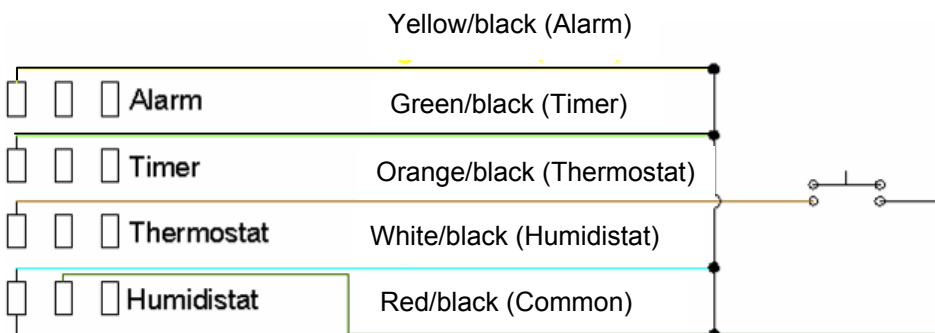 Yellow/black (Alarm)
Alarm
Green/black (Timer)
Timer
Orange/black (Thermostat)
Thermostat
White/black (Humidistat)
Humidistat
Red/black (Common)